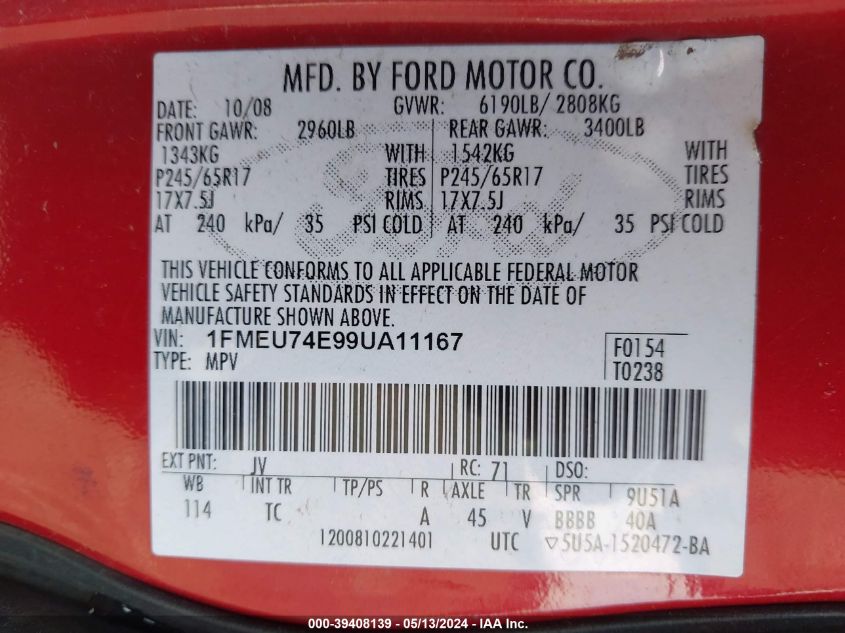 MFD. BY FORD MOTOR CO.
DATE: 10/08 GVWR: 6190LB/ 2808KG
FRONT GAWR: 2960LB REAR GAWR: 3400LB
1343KG WITH 1542KG WITH
P245/65R17 TIRES P245/65R17 TIRES
17X7.5J RIMS 17X7.5J RIMS
AT 240 kPa/ 35 PSI COLD AT 240 kPa/ 35 PSI COLD
THIS VEHICLE CONFORMS TO ALL APPLICABLE FEDERAL MOTOR
VEHICLE SAFETY STANDARDS IN EFFECT ON THE DATE OF
MANUFACTURE SHOWN ABOVE.
VIN: 1FMEU74E99UA11167
TYPE: MPV
F0154
T0238
EXT PNT: JV RC: 71 DSO:
WB INT TR TP/PS R AXLE TR SPR 9U51A
114 TC A 45 V BBBB 40A
1200810221401 UTC ▽5U5A-1520472-BA
000-39408139 / 05/13/2024 / © IAA Holdings, LLC.